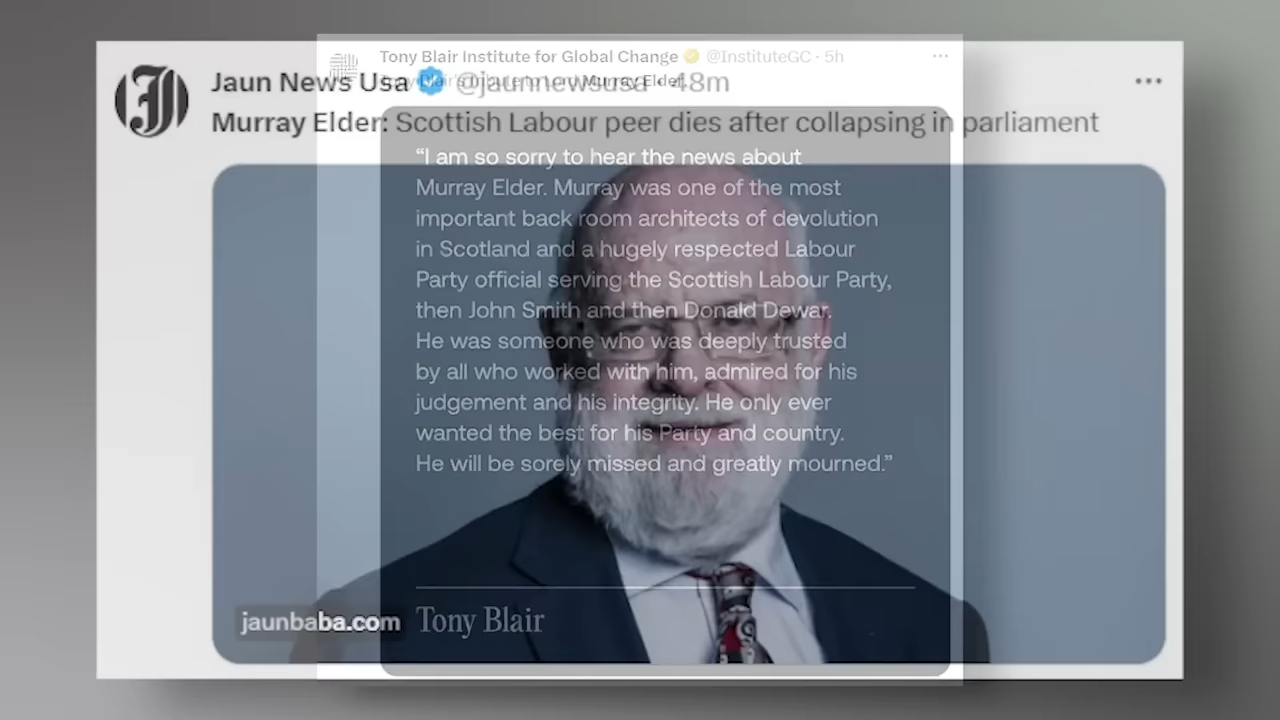 Tony Blair Institute for Global Change @InstituteGC · 5h
Jaun News Usa @jaunnewsusa · 48m
Murray Elder: Scottish Labour peer dies after collapsing in parliament
“I am so sorry to hear the news about
Murray Elder. Murray was one of the most
important back room architects of devolution
in Scotland and a hugely respected Labour
Party official serving the Scottish Labour Party,
then John Smith and then Donald Dewar.
He was someone who was deeply trusted
by all who worked with him, admired for his
judgement and his integrity. He only ever
wanted the best for his Party and country.
He will be sorely missed and greatly mourned.”
jaunbaba.com
Tony Blair